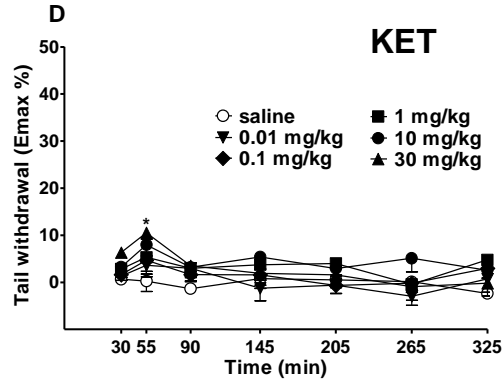 D
KET
50
40
30
20
10
0
Tail withdrawal (Emax %)
saline
0.01 mg/kg
0.1 mg/kg
1 mg/kg
10 mg/kg
30 mg/kg
*
30 55 90 145 205 265 325
Time (min)